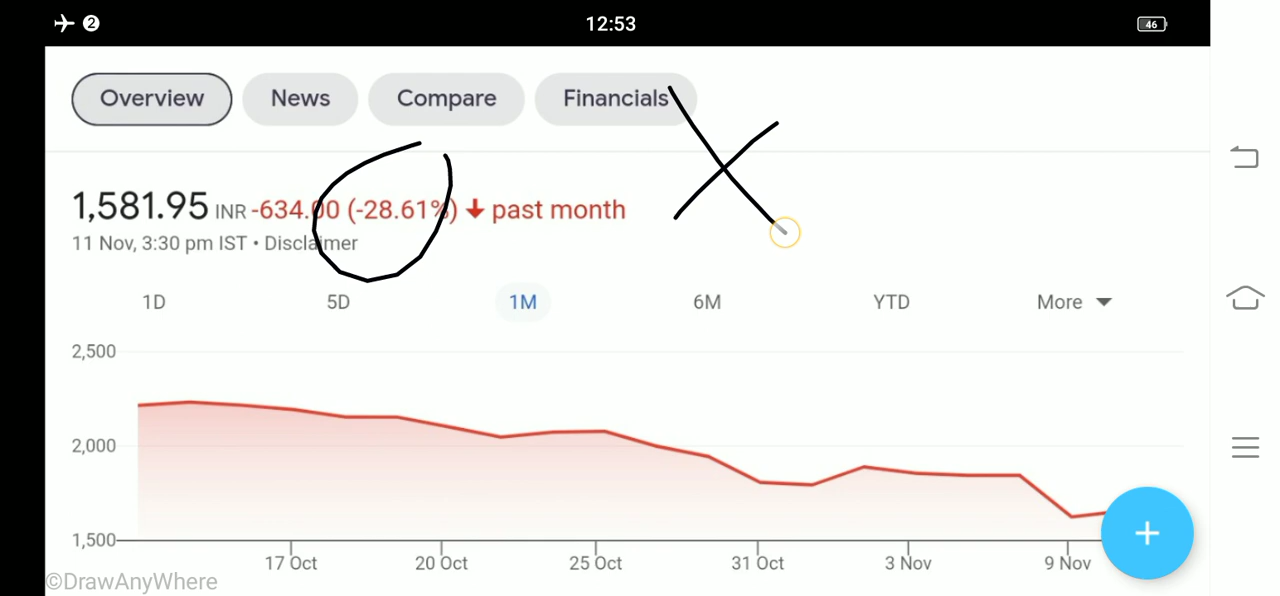 2 12:53 46
Overview News Compare Financials
1,581.95 INR -634.00 (-28.61%) past month
11 Nov, 3:30 pm IST • Disclaimer
1D 5D 1M 6M YTD More
2,500
2,000
1,500
17 Oct 20 Oct 25 Oct 31 Oct 3 Nov 9 Nov
©DrawAnyWhere